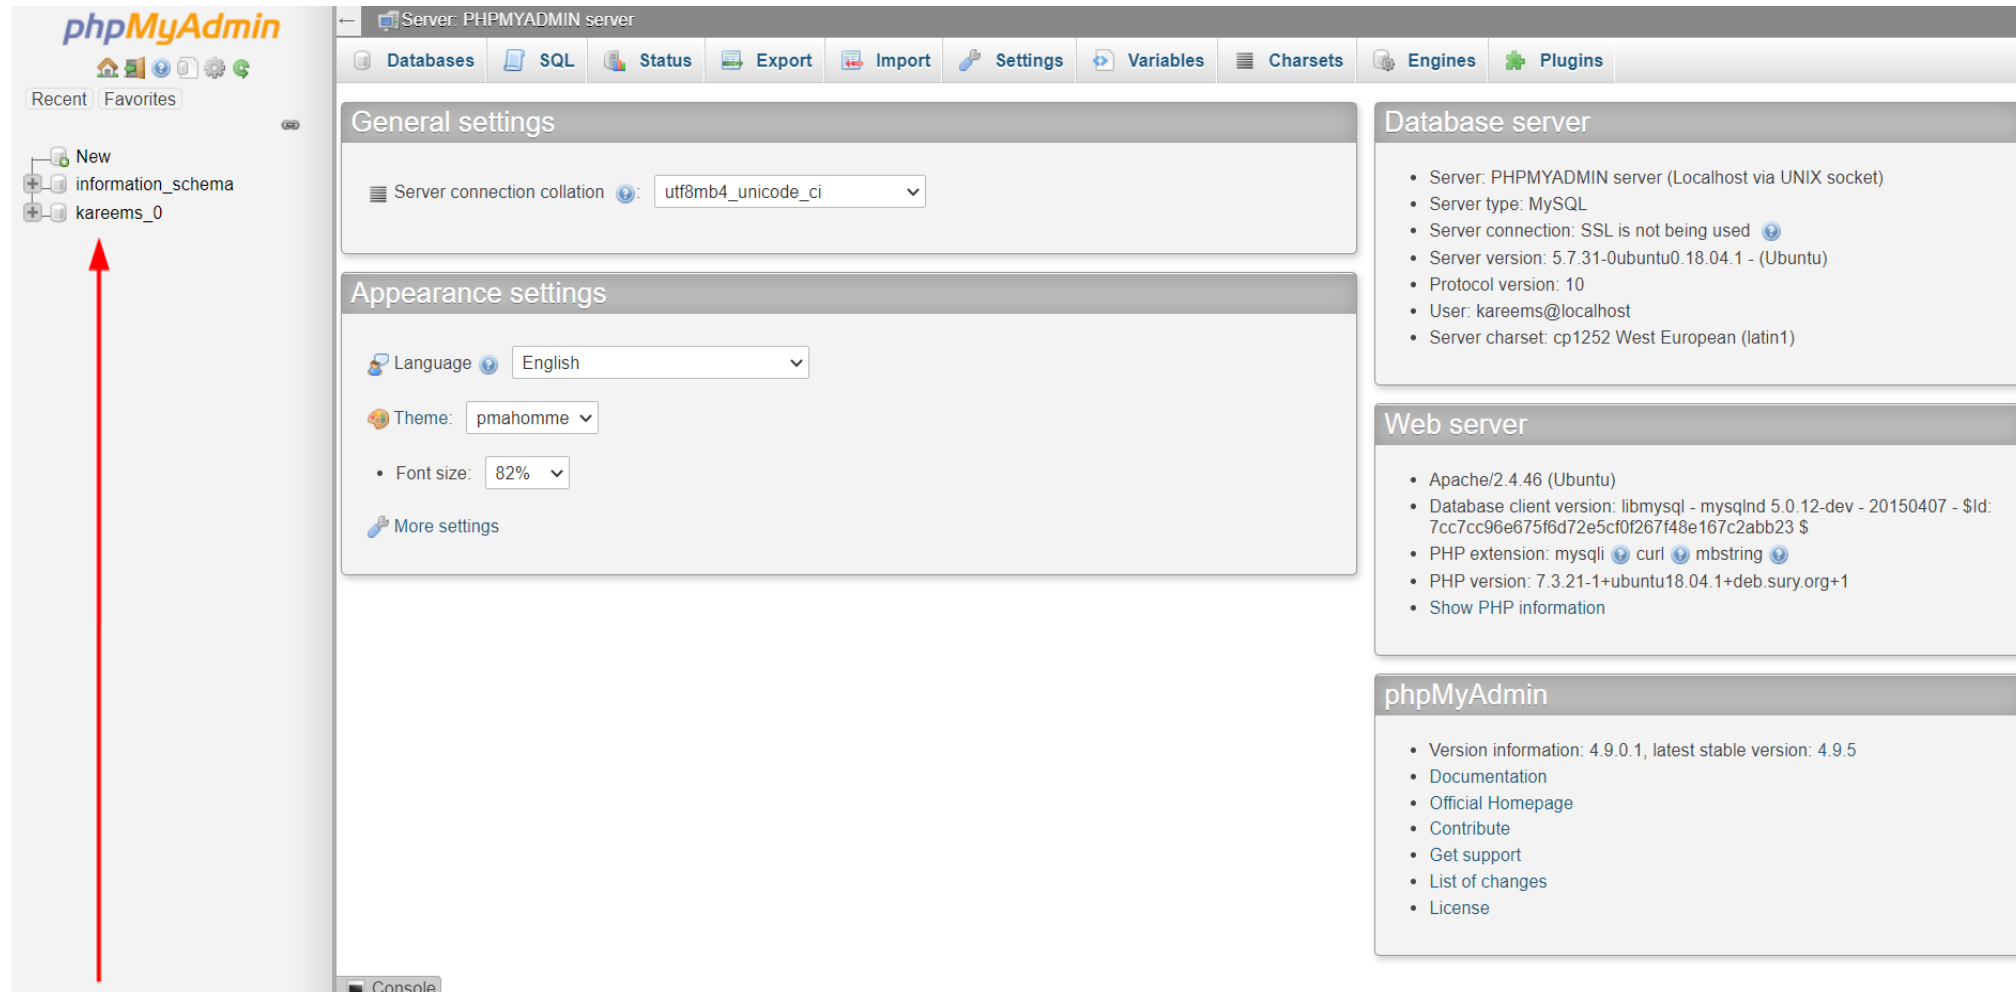 phpMyAdmin
Recent Favorites
New
information_schema
kareems_0
Server: PHPMYADMIN server
Databases SQL Status Export Import Settings Variables Charsets Engines Plugins
General settings
Server connection collation : utf8mb4_unicode_ci
Appearance settings
Language English
Theme: pmahomme
• Font size: 82%
More settings
Database server
• Server: PHPMYADMIN server (Localhost via UNIX socket)
• Server type: MySQL
• Server connection: SSL is not being used
• Server version: 5.7.31-0ubuntu0.18.04.1 - (Ubuntu)
• Protocol version: 10
• User: kareems@localhost
• Server charset: cp1252 West European (latin1)
Web server
• Apache/2.4.46 (Ubuntu)
• Database client version: libmysql - mysqlnd 5.0.12-dev - 20150407 - $Id:
7cc7cc96e675f6d72e5cf0f267f48e167c2abb23 $
• PHP extension: mysqli curl mbstring
• PHP version: 7.3.21-1+ubuntu18.04.1+deb.sury.org+1
• Show PHP information
phpMyAdmin
• Version information: 4.9.0.1, latest stable version: 4.9.5
• Documentation
• Official Homepage
• Contribute
• Get support
• List of changes
• License
Console